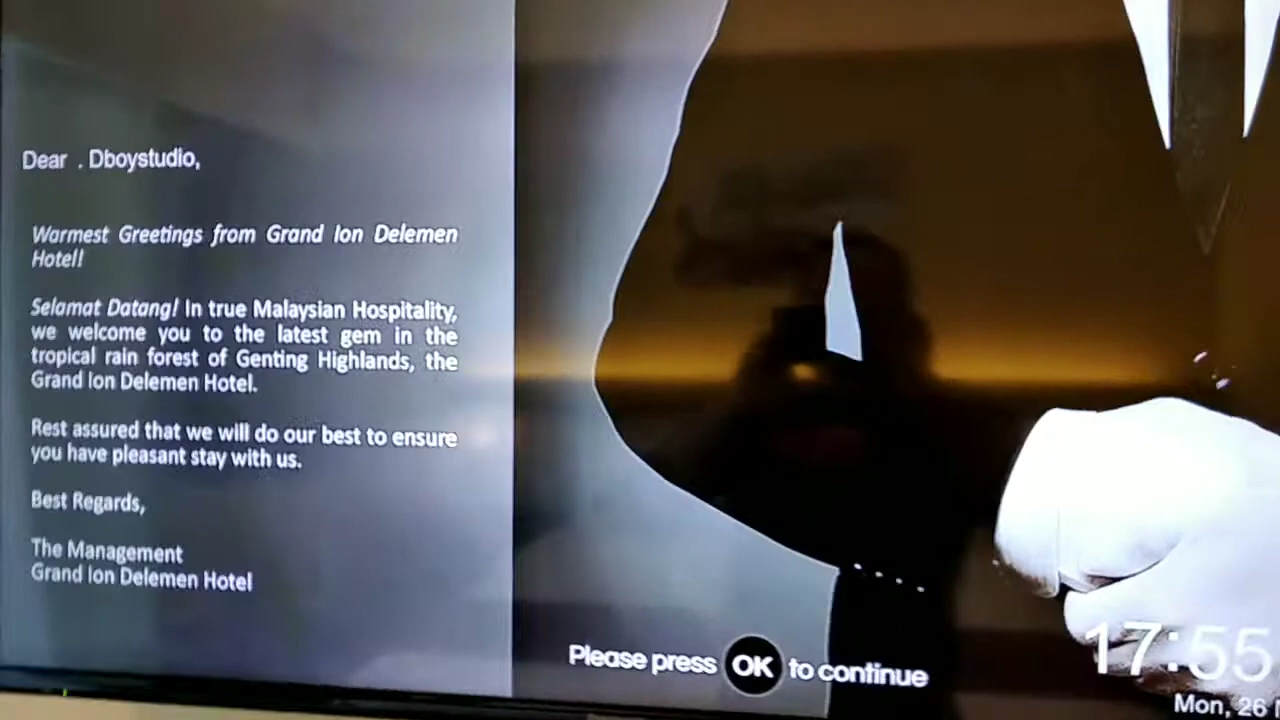 Dear . Dboystudio,
Warmest Greetings from Grand Ion Delemen
Hotel!
Selamat Datang! In true Malaysian Hospitality,
we welcome you to the latest gem in the
tropical rain forest of Genting Highlands, the
Grand Ion Delemen Hotel.
Rest assured that we will do our best to ensure
you have pleasant stay with us.
Best Regards,
The Management
Grand Ion Delemen Hotel
Please press OK to continue
17:55
Mon, 26